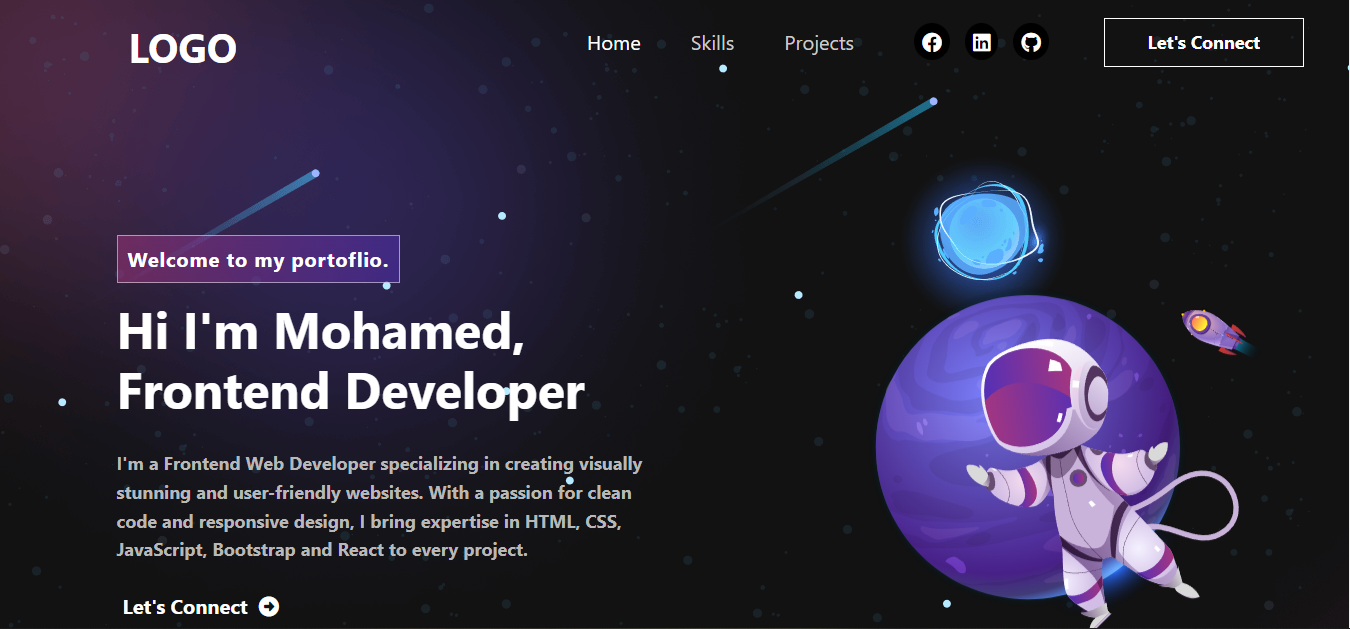 LOGO
Home
Skills
Projects
Let's Connect
Welcome to my portoflio.
Hi I'm Mohamed,
Frontend Developer
I'm a Frontend Web Developer specializing in creating visually
stunning and user-friendly websites. With a passion for clean
code and responsive design, I bring expertise in HTML, CSS,
JavaScript, Bootstrap and React to every project.
Let's Connect